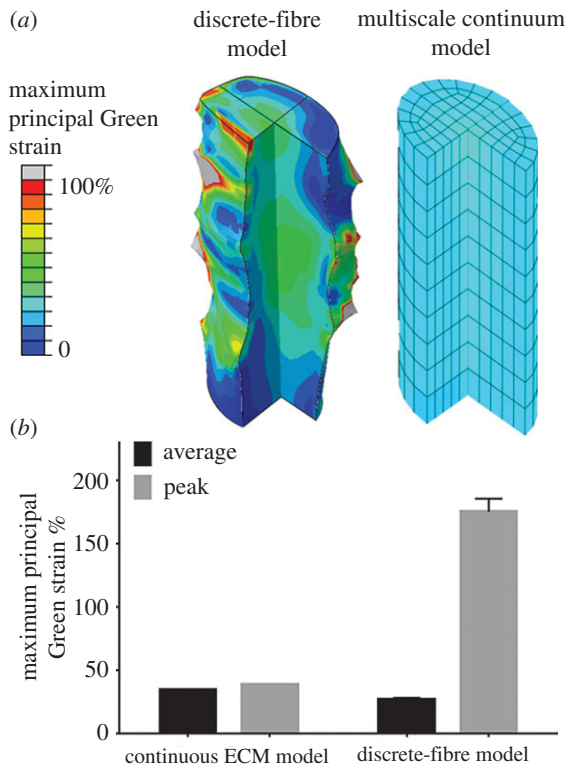 (a)
discrete-fibre
model
multiscale continuum
model
maximum
principal Green
strain
100%
0
(b)
average
peak
200
150
100
50
0
maximum principal
Green strain %
continuous ECM model
discrete-fibre model